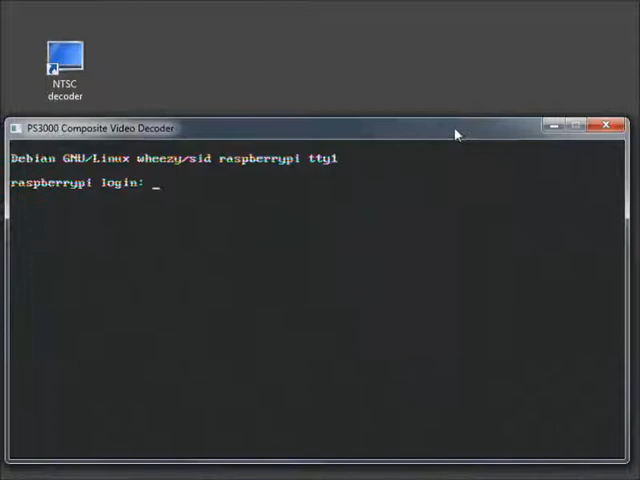 NTSC
decoder
PS3000 Composite Video Decoder
Debian GNU/Linux wheezy/sid raspberrypi tty1
raspberrypi login: _